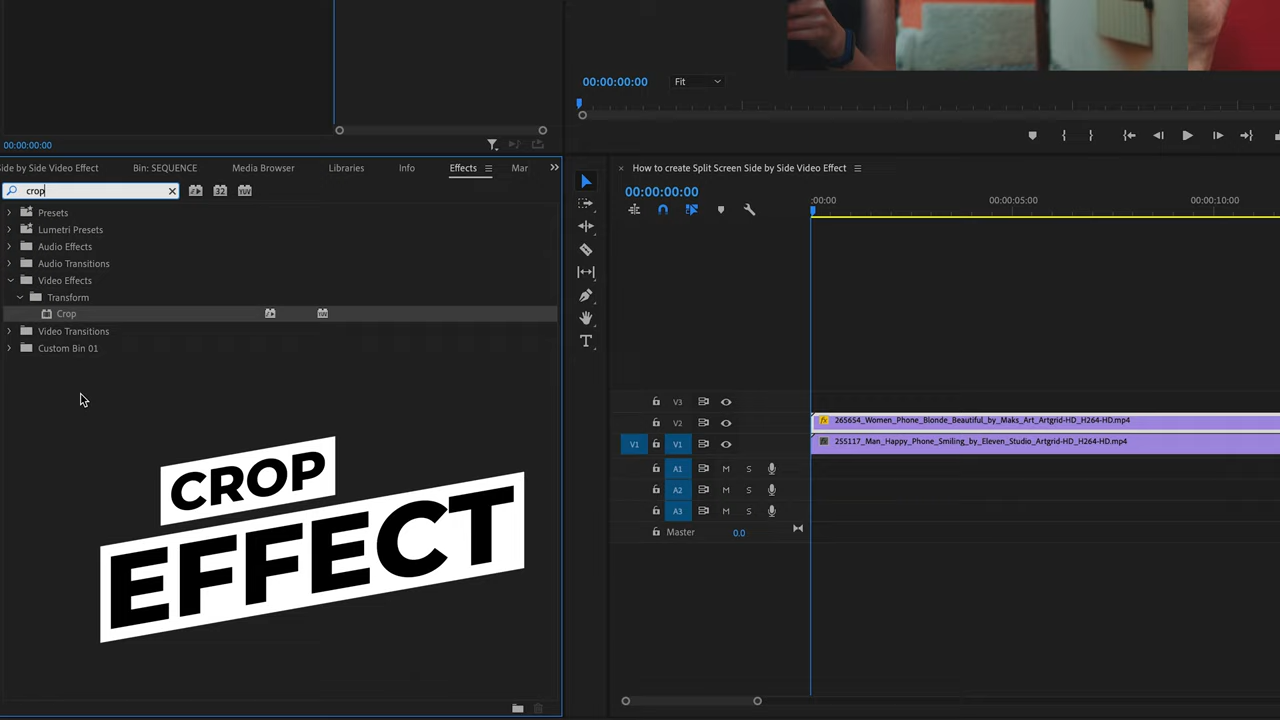 00:00:00:00
Fit
00:00:00:00
ide by Side Video Effect
Bin: SEQUENCE
Media Browser
Libraries
Info
Effects
Mar
crop
Presets
Lumetri Presets
Audio Effects
Audio Transitions
Video Effects
Transform
Crop
Video Transitions
Custom Bin 01
CROP
EFFECT
How to create Split Screen Side by Side Video Effect
00:00:00:00
:00:00
00:00:05:00
00:00:10:00
V3
V2
265654_Women_Phone_Blonde_Beautiful_by_Maks_Art_Artgrid-HD_H264-HD.mp4
V1 V1
255117_Man_Happy_Phone_Smiling_by_Eleven_Studio_Artgrid-HD_H264-HD.mp4
A1 M S
A2 M S
A3 M S
Master 0.0